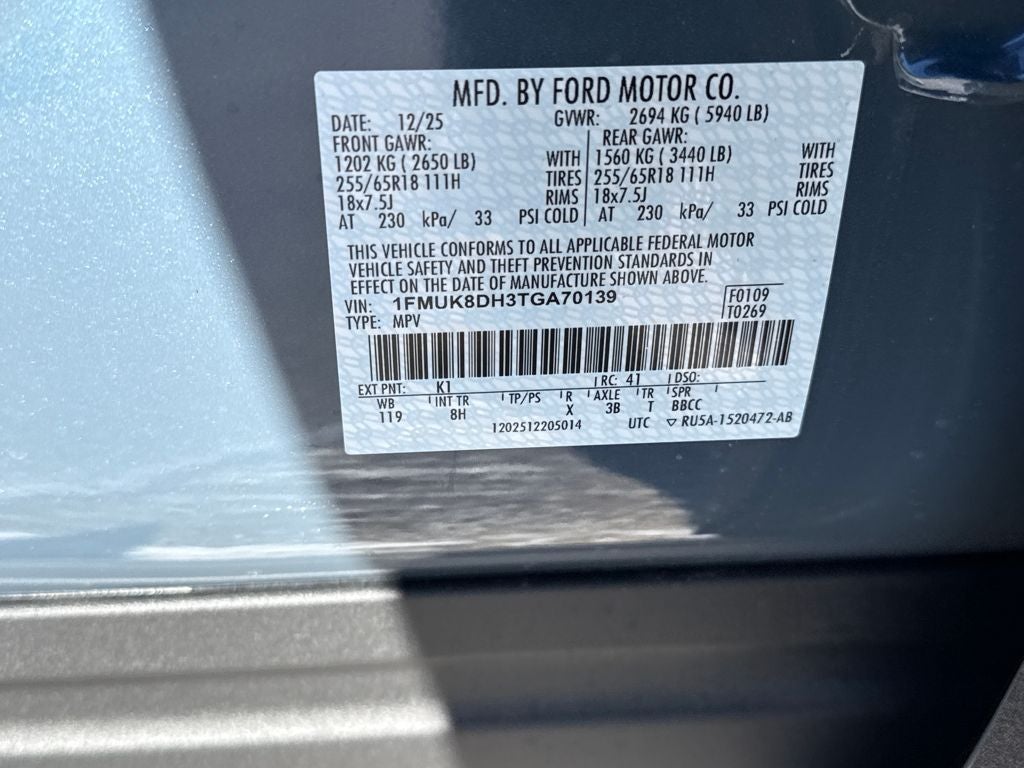 MFD. BY FORD MOTOR CO.
DATE: 12/25 GVWR: 2694 KG ( 5940 LB)
FRONT GAWR: REAR GAWR:
1202 KG ( 2650 LB) WITH 1560 KG ( 3440 LB) WITH
255/65R18 111H TIRES 255/65R18 111H TIRES
18x7.5J RIMS 18x7.5J RIMS
AT 230 kPa/ 33 PSI COLD AT 230 kPa/ 33 PSI COLD
THIS VEHICLE CONFORMS TO ALL APPLICABLE FEDERAL MOTOR
VEHICLE SAFETY AND THEFT PREVENTION STANDARDS IN
EFFECT ON THE DATE OF MANUFACTURE SHOWN ABOVE.
VIN: 1FMUK8DH3TGA70139 F0109
TYPE: MPV T0269
EXT PNT: K1 RC: 41 DSO:
WB INT TR TP/PS R AXLE TR SPR
119 8H X 3B T BBCC
1202512205014 UTC ▽ RU5A-1520472-AB